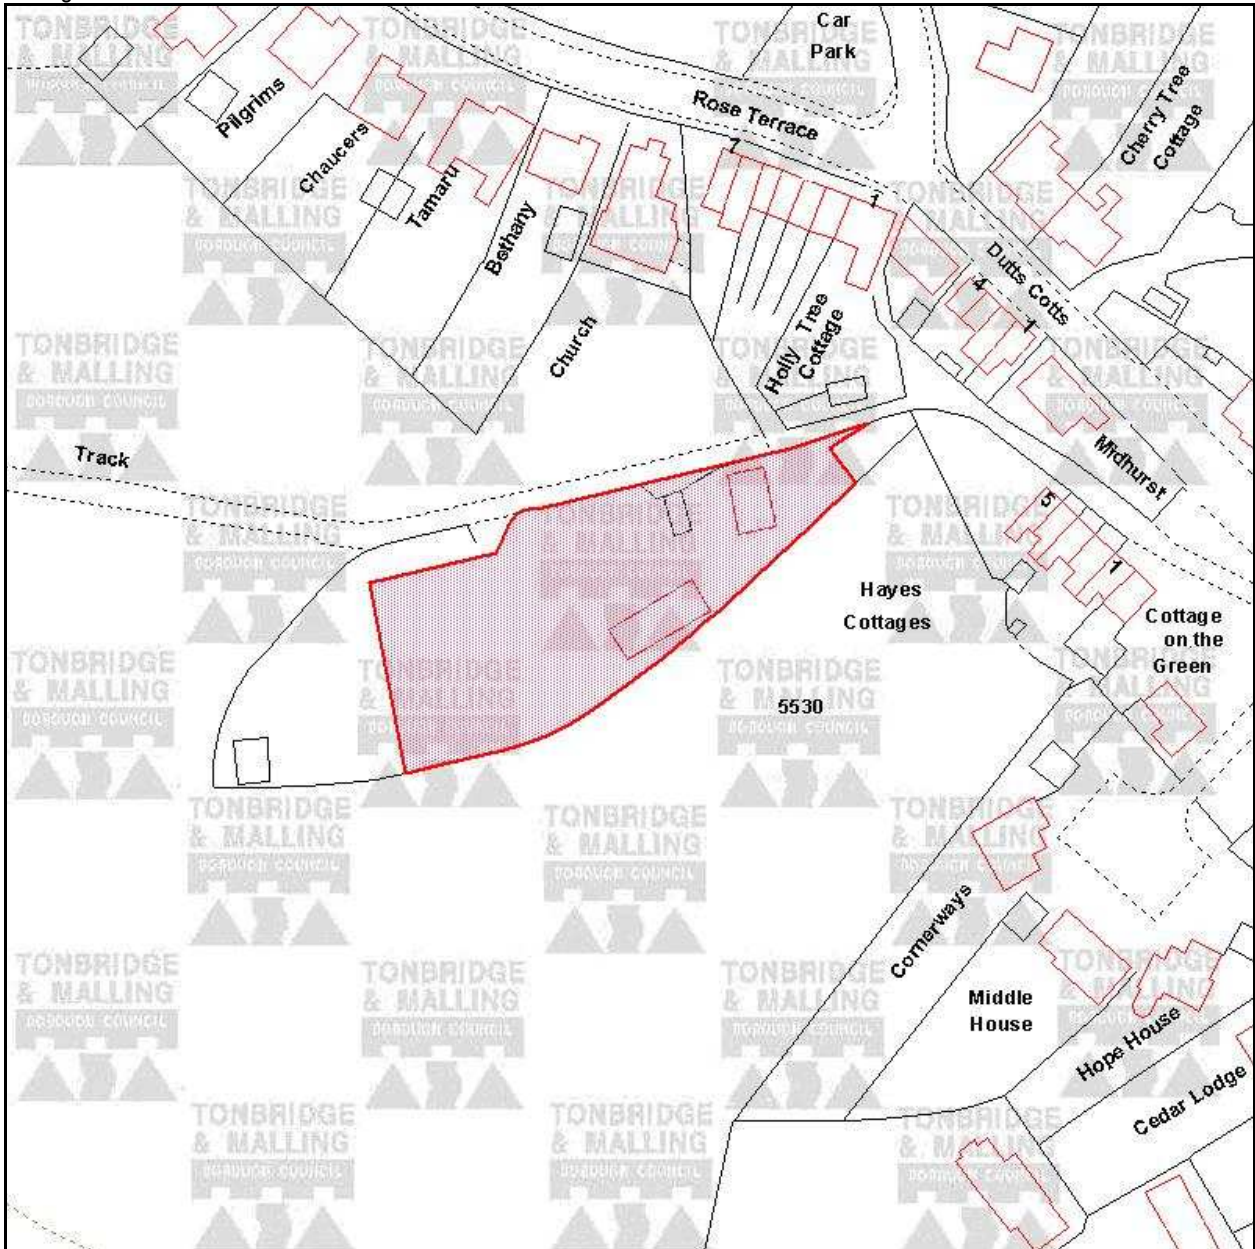 Car
Park
Rose Terrace
Cherry Tree
Cottage
Pilgrims
Chaucers
Tamaru
Bethany
Church
7
1
Holly Tree
Cottage
Dutts Cotts
4
1
Midhurst
Track
5
1
Hayes
Cottages
Cottage
on the
Green
5530
Cornerways
Middle
House
Hope House
Cedar Lodge
TONBRIDGE
& MALLING
BOROUGH COUNCIL